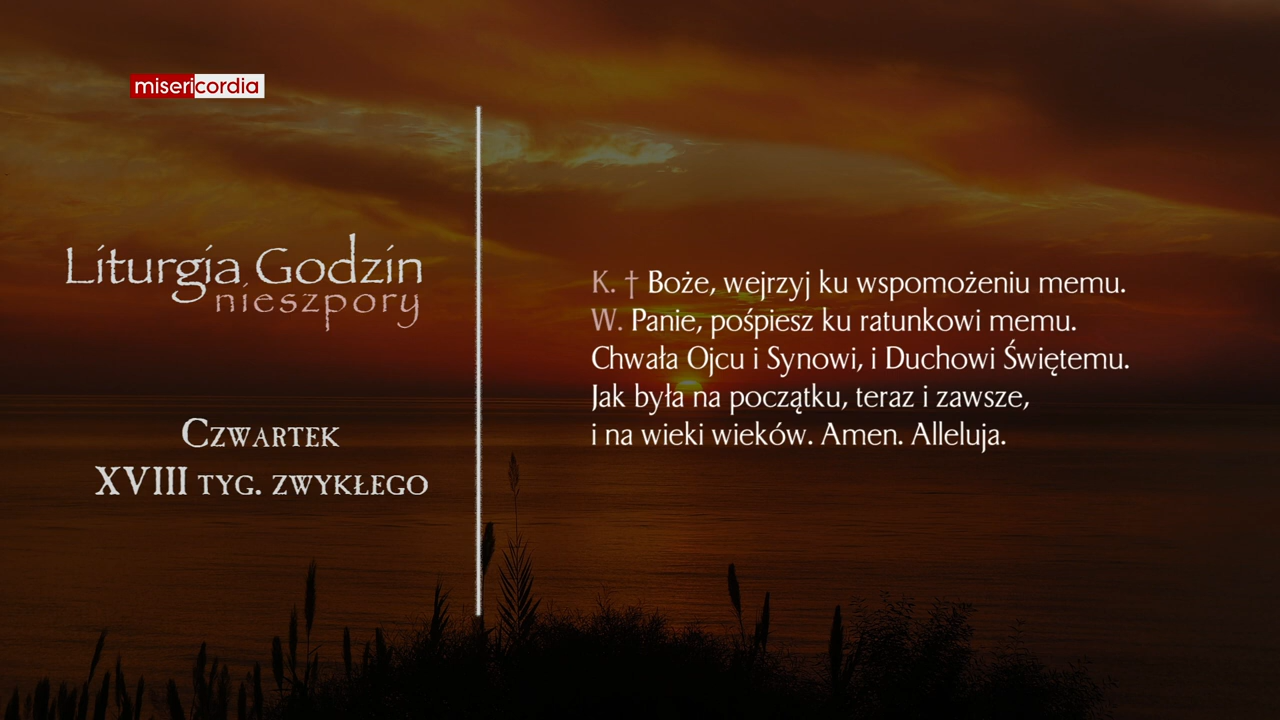 misericordia
Liturgia Godzin
nieszpory
Czwartek
XVIII tyg. zwykłego
K. † Boże, wejrzyj ku wspomożeniu memu.
W. Panie, pośpiesz ku ratunkowi memu.
Chwała Ojcu i Synowi, i Duchowi Świętemu.
Jak była na początku, teraz i zawsze,
i na wieki wieków. Amen. Alleluja.